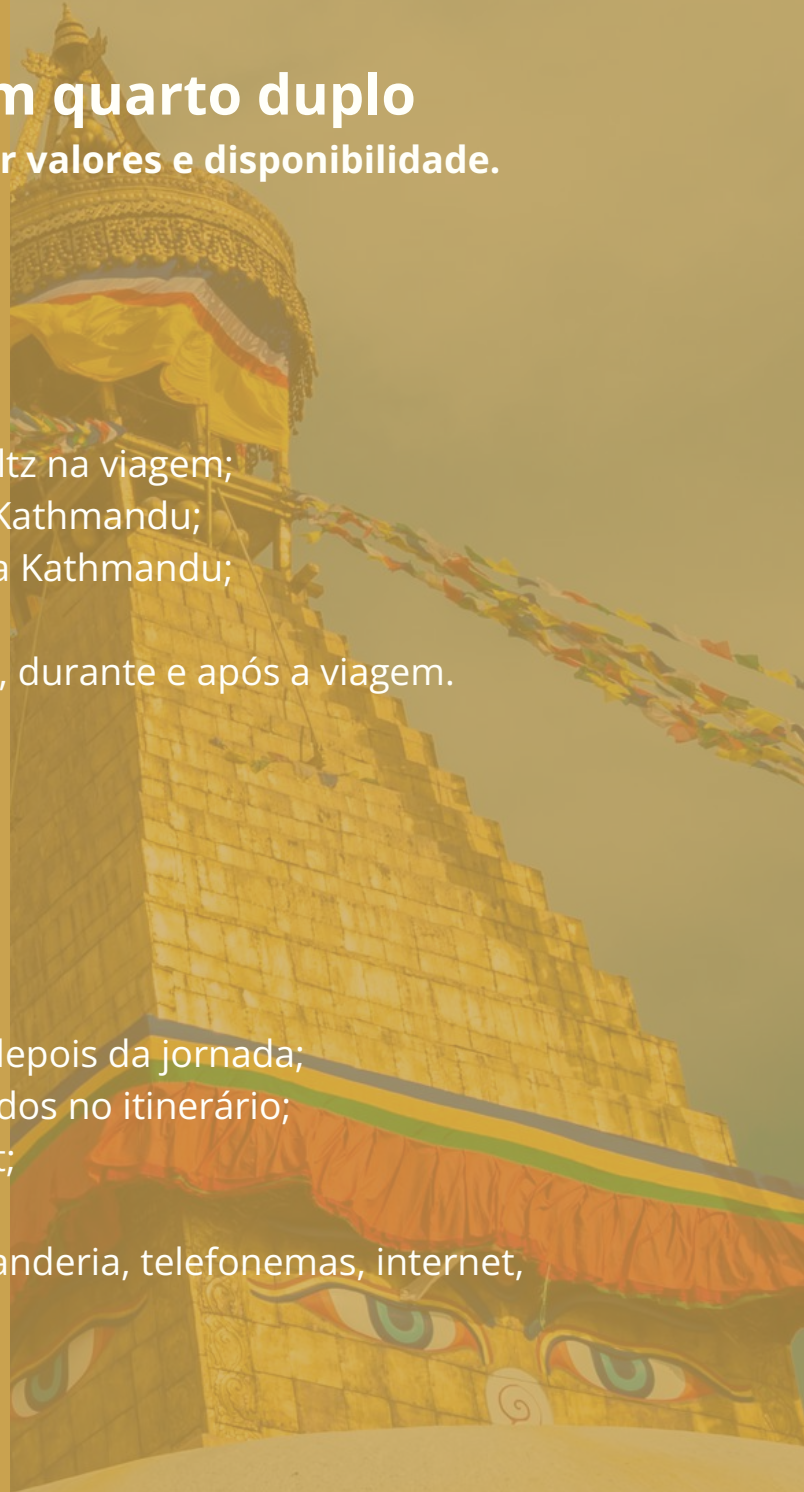 m quarto duplo
r valores e disponibilidade.
ltz na viagem;
Kathmandu;
a Kathmandu;
, durante e após a viagem.
depois da jornada;
dos no itinerário;
t;
anderia, telefonemas, internet,